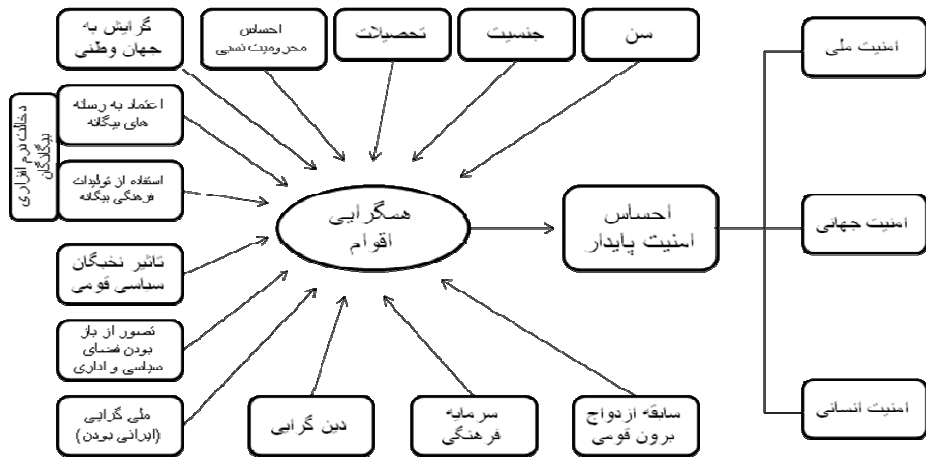 سن
جنسیت
تحصیلات
احساس
محرومیت نسبی
گرایش به
جهان وطنی
دخالت نرم افزاری
بیگانگان
اعتماد به رسانه
های بیگانه
استفاده از تولیدات
فرهنگی بیگانه
تاثیر نخبگان
سیاسی قومی
تصور از باز
بودن فضای
سیاسی و اداری
ملی گرایی
(ایرانی بودن)
دین گرایی
سرمایه
فرهنگی
سابقه ازدواج
برون قومی
همگرایی
اقوام
احساس
امنیت پایدار
امنیت ملی
امنیت جهانی
امنیت انسانی